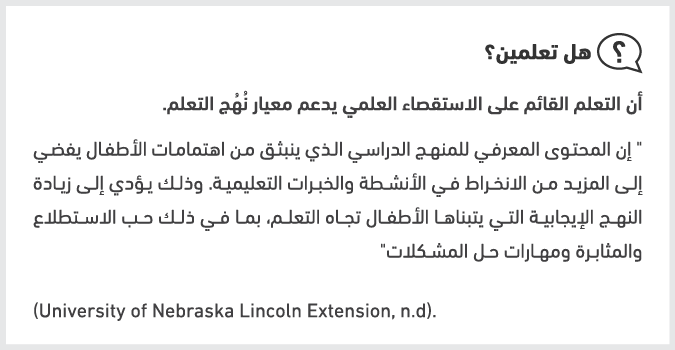 ؟ هل تعلمين؟
أن التعلم القائم على الاستقصاء العلمي يدعم معيار نُهُج التعلم.
" إن المحتوى المعرفي للمنهج الدراسي الذي ينبثق من اهتمامات الأطفال يفضي
إلى المزيد من الانخراط في الأنشطة والخبرات التعليمية. وذلك يؤدي إلى زيادة
النهج الإيجابية التي يتبناها الأطفال تجاه التعلم، بما في ذلك حب الاستطلاع
والمثابرة ومهارات حل المشكلات"
(University of Nebraska Lincoln Extension, n.d).